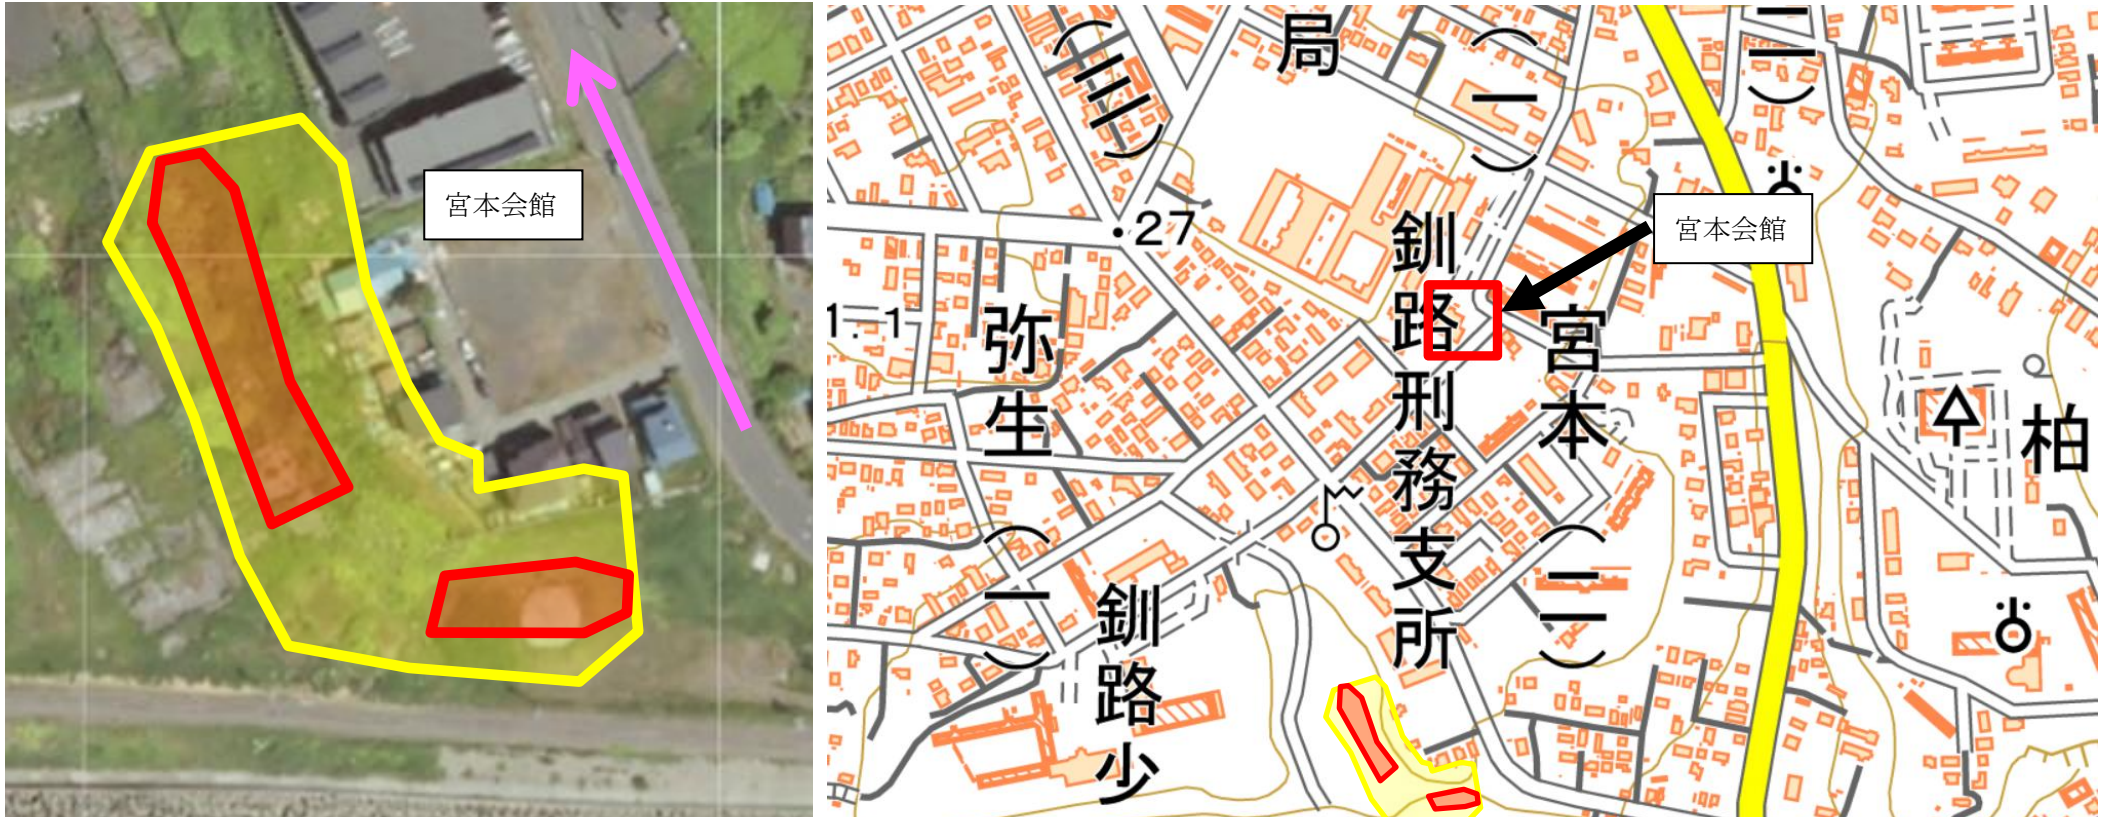 宮本会館
局
(三)
(一)
(二)
・27
釧路刑務支所
宮本会館
1.1
弥生
(一)
宮本
(二)
柏
釧路少